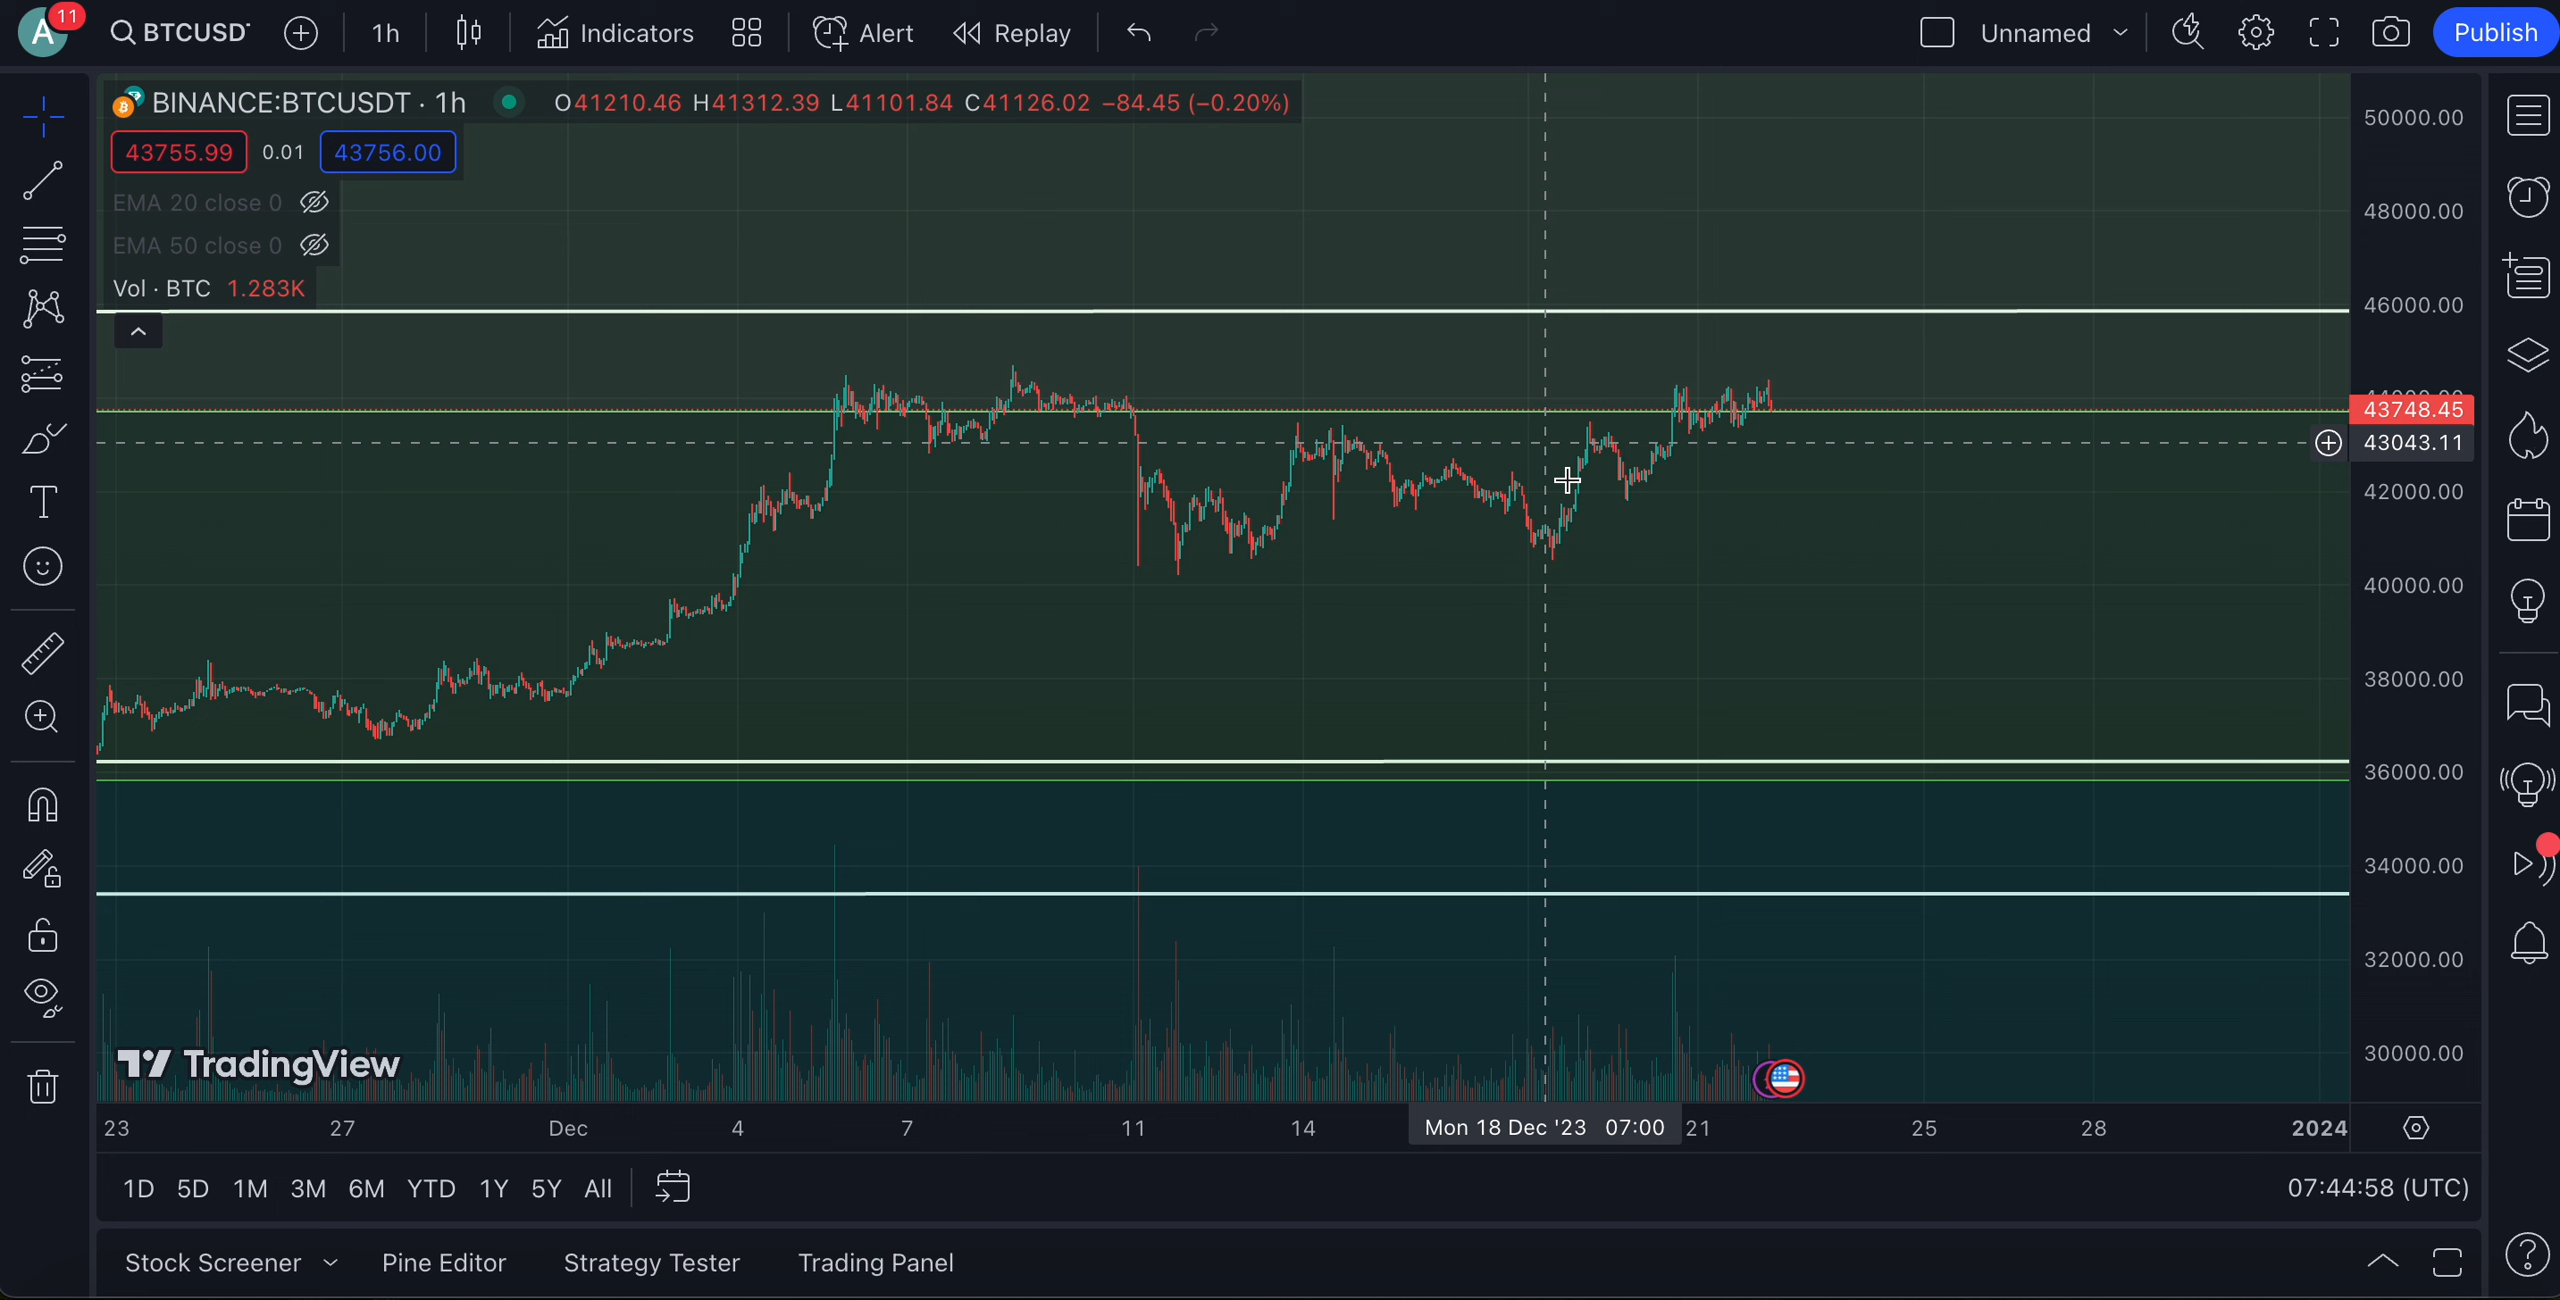 A 11 BTCUSDT 1h Indicators Alert Replay Unnamed Publish
BINANCE:BTCUSDT · 1h O41210.46 H41312.39 L41101.84 C41126.02 −84.45 (−0.20%)
43755.99 0.01 43756.00
EMA 20 close 0
EMA 50 close 0
Vol · BTC 1.283K
50000.00
48000.00
46000.00
43748.45
43043.11
42000.00
40000.00
38000.00
36000.00
34000.00
32000.00
30000.00
TradingView
23 27 Dec 4 7 11 14 Mon 18 Dec '23 07:00 21 25 28 2024
1D 5D 1M 3M 6M YTD 1Y 5Y All 07:44:58 (UTC)
Stock Screener Pine Editor Strategy Tester Trading Panel